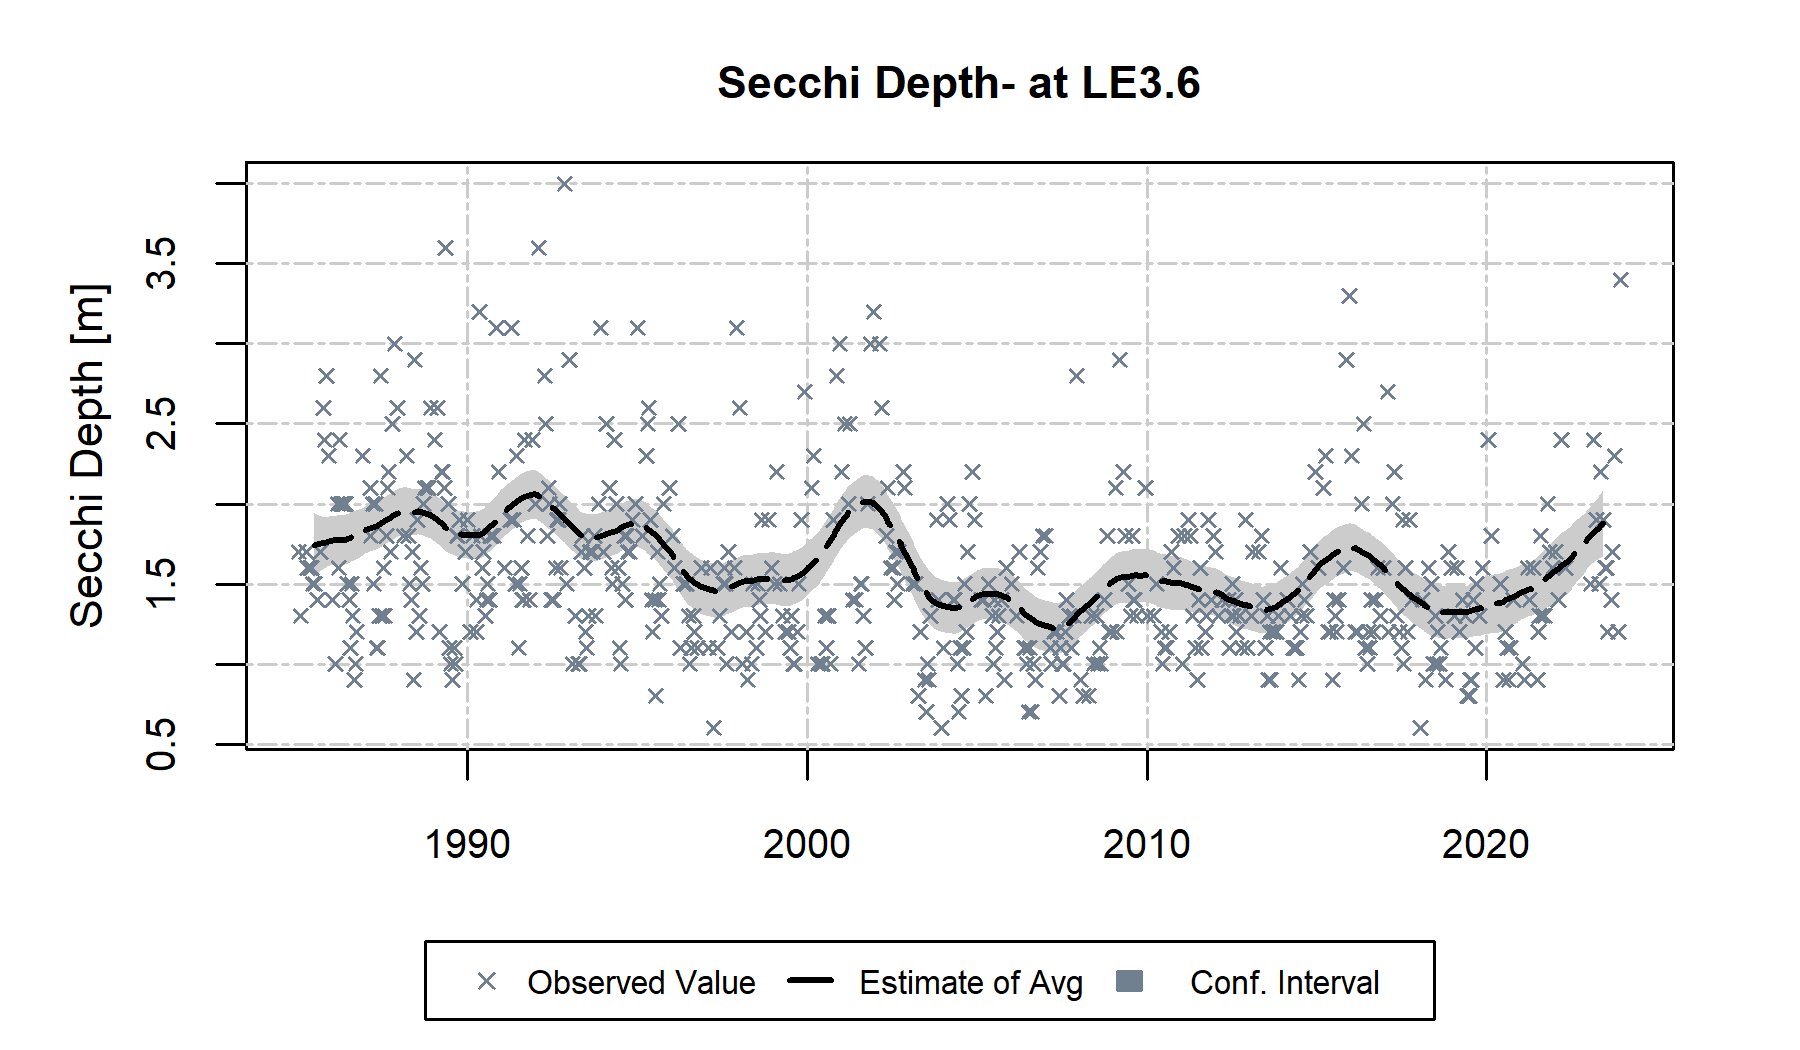 Secchi Depth- at LE3.6
Secchi Depth [m]
3.5
2.5
1.5
0.5
1990 2000 2010 2020
Observed Value Estimate of Avg Conf. Interval